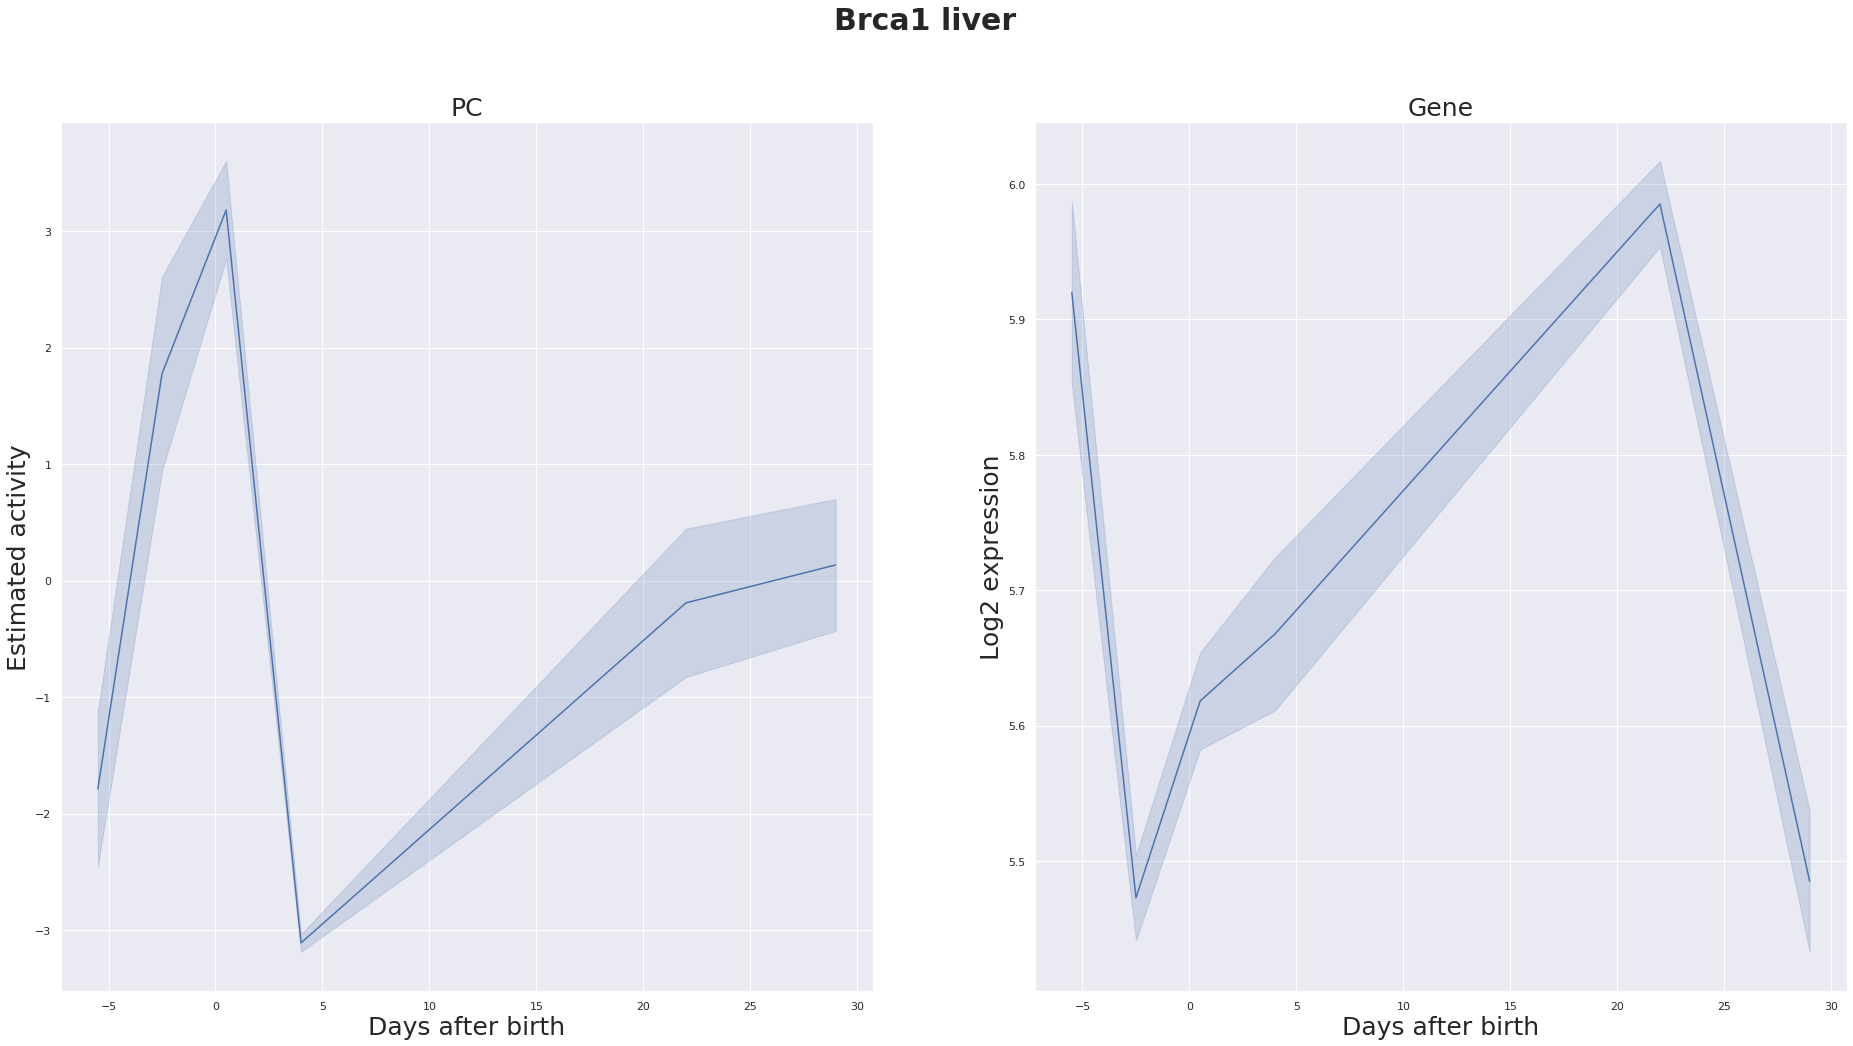 Brca1 liver
PC
Estimated activity
3
2
1
0
−1
−2
−3
−5 0 5 10 15 20 25 30
Days after birth
Gene
Log2 expression
6.0
5.9
5.8
5.7
5.6
5.5
−5 0 5 10 15 20 25 30
Days after birth